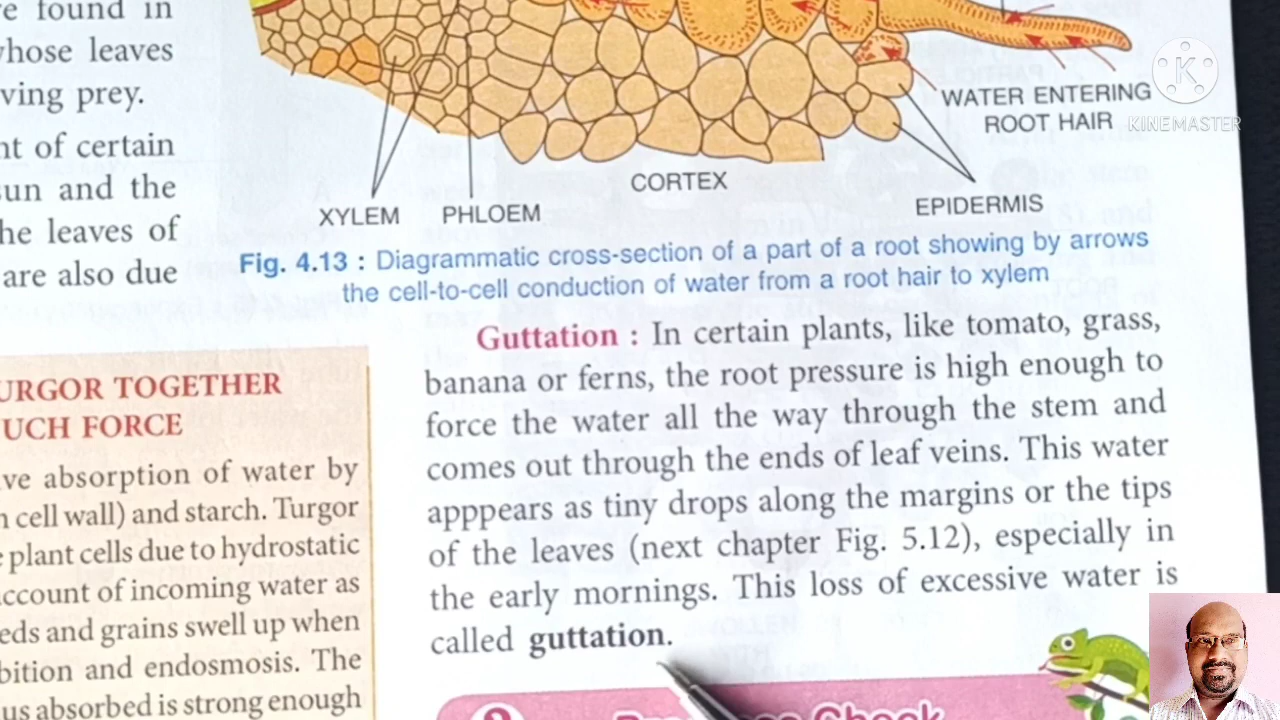 e found in
hose leaves
ving prey.
nt of certain
sun and the
he leaves of
are also due
WATER ENTERING
ROOT HAIR
K
KINEMASTER
CORTEX
XYLEM PHLOEM
EPIDERMIS
Fig. 4.13 : Diagrammatic cross-section of a part of a root showing by arrows
the cell-to-cell conduction of water from a root hair to xylem
URGOR TOGETHER
UCH FORCE
ve absorption of water by
n cell wall) and starch. Turgor
e plant cells due to hydrostatic
account of incoming water as
eds and grains swell up when
bition and endosmosis. The
us absorbed is strong enough
Guttation : In certain plants, like tomato, grass,
banana or ferns, the root pressure is high enough to
force the water all the way through the stem and
comes out through the ends of leaf veins. This water
apppears as tiny drops along the margins or the tips
of the leaves (next chapter Fig. 5.12), especially in
the early mornings. This loss of excessive water is
called guttation.
Check